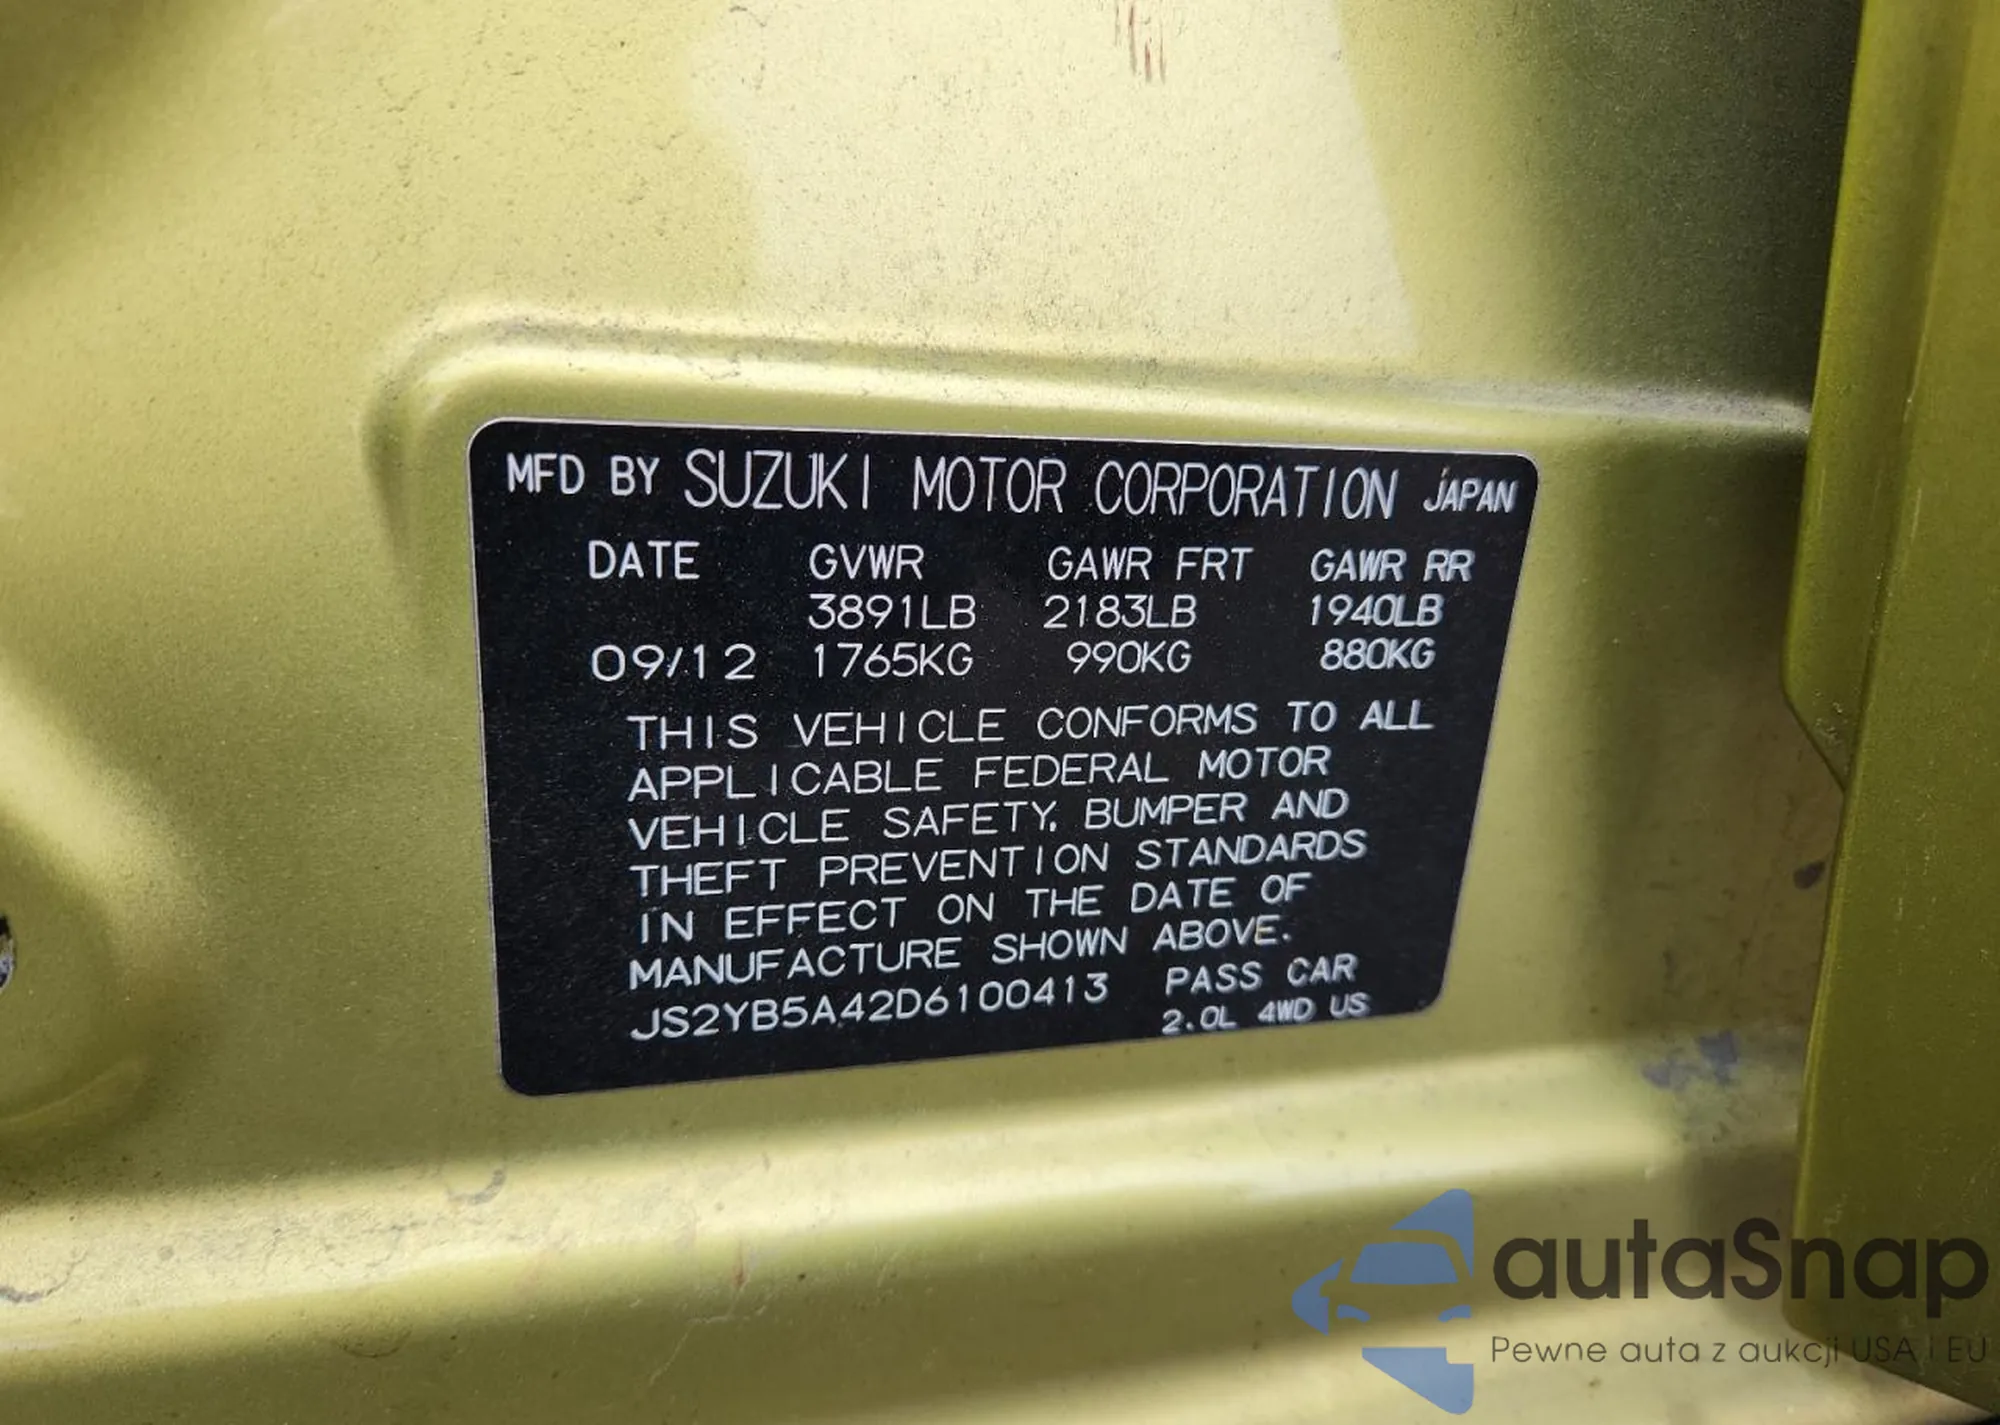 MFD BY SUZUKI MOTOR CORPORATION JAPAN
DATE GVWR GAWR FRT GAWR RR
3891LB 2183LB 1940LB
09/12 1765KG 990KG 880KG
THIS VEHICLE CONFORMS TO ALL
APPLICABLE FEDERAL MOTOR
VEHICLE SAFETY, BUMPER AND
THEFT PREVENTION STANDARDS
IN EFFECT ON THE DATE OF
MANUFACTURE SHOWN ABOVE.
JS2YB5A42D6100413 PASS CAR
2.0L 4WD US
autaSnap
Pewne auta z aukcji USA i EU